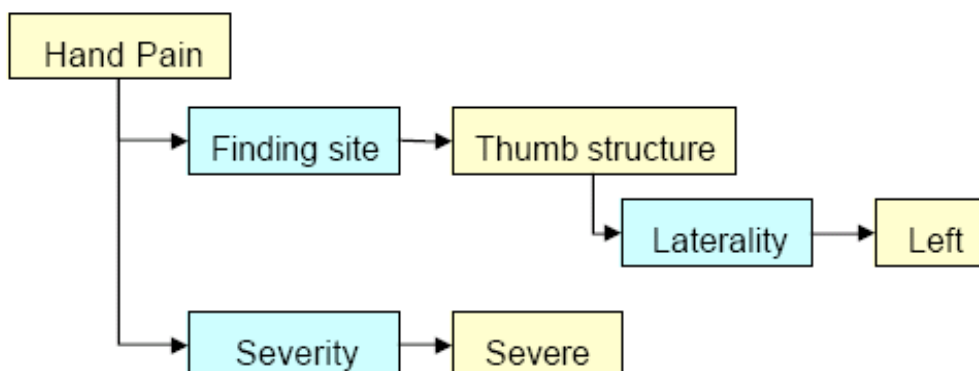 Hand Pain
Finding site
Thumb structure
Laterality
Left
Severity
Severe